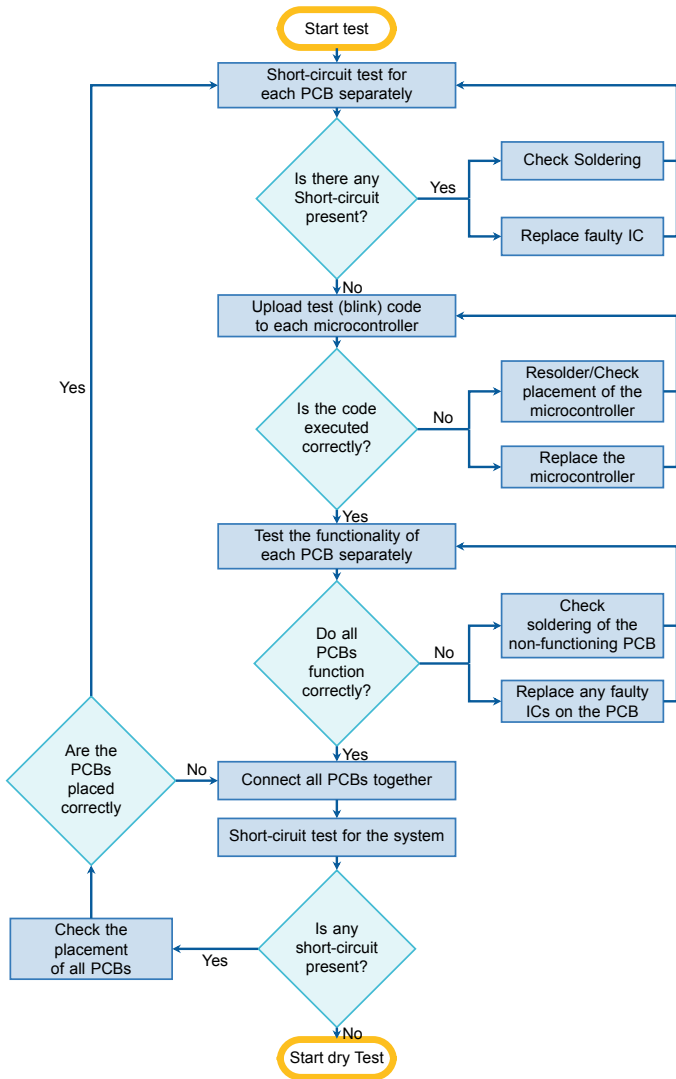 Start test
Short-circuit test for
each PCB separately
Is there any
Short-circuit
present?
Yes
Check Soldering
Replace faulty IC
No
Upload test (blink) code
to each microcontroller
Yes
Is the code
executed
correctly?
No
Resolder/Check
placement of the
microcontroller
Replace the
microcontroller
Yes
Test the functionality of
each PCB separately
Do all
PCBs
function
correctly?
No
Check
soldering of the
non-functioning PCB
Replace any faulty
ICs on the PCB
Yes
Are the
PCBs
placed
correctly
No
Connect all PCBs together
Short-ciruit test for the system
Is any
short-circuit
present?
Yes
Check the
placement
of all PCBs
No
Start dry Test